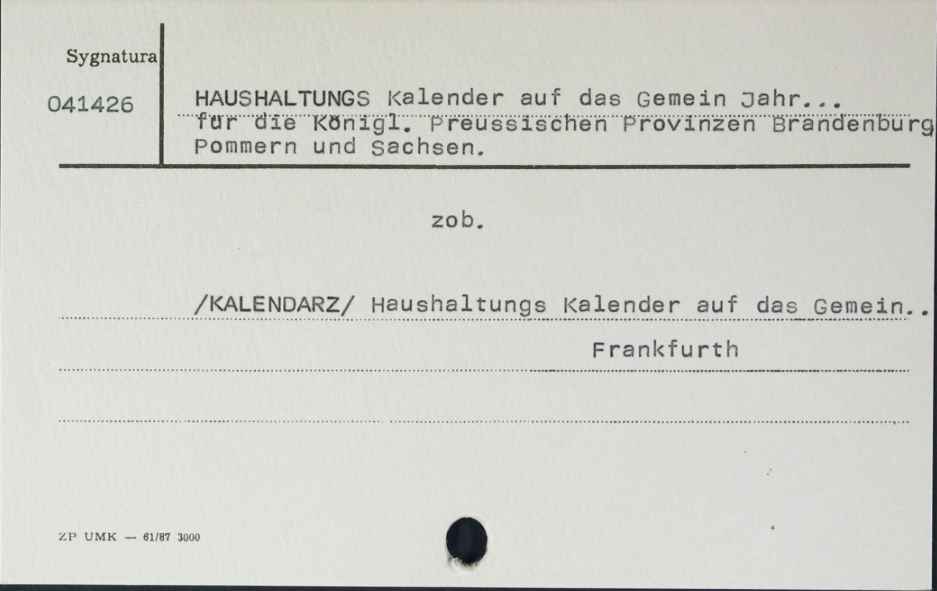 Sygnatura
041426
HAUSHALTUNGS Kalender auf das Gemein Jahr...
für die Königl. Preussischen Provinzen Brandenburg
Pommern und Sachsen.
zob.
/KALENDARZ/ Haushaltungs Kalender auf das Gemein..
Frankfurth
ZP UMK — 61/87 3000